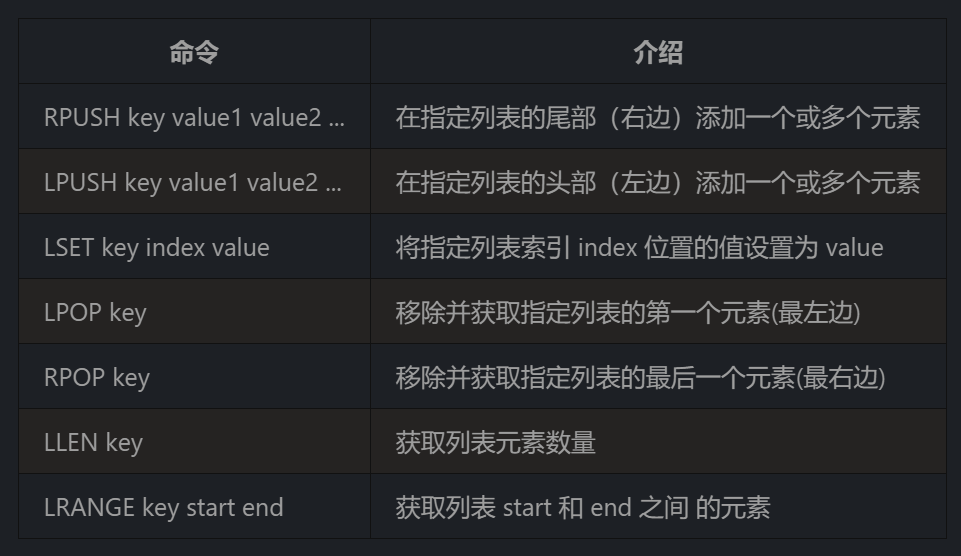 命令 介绍
RPUSH key value1 value2 ... 在指定列表的尾部（右边）添加一个或多个元素
LPUSH key value1 value2 ... 在指定列表的头部（左边）添加一个或多个元素
LSET key index value 将指定列表索引 index 位置的值设置为 value
LPOP key 移除并获取指定列表的第一个元素(最左边)
RPOP key 移除并获取指定列表的最后一个元素(最右边)
LLEN key 获取列表元素数量
LRANGE key start end 获取列表 start 和 end 之间 的元素